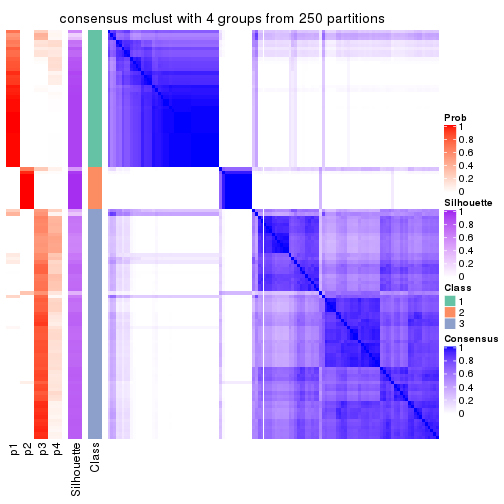 consensus mclust with 4 groups from 250 partitions
Prob
1
0.8
0.6
0.4
0.2
0
Silhouette
1
0.8
0.6
0.4
0.2
0
Class
1
2
3
Consensus
1
0.8
0.6
0.4
0.2
0
p1
p2
p3
p4
Silhouette
Class